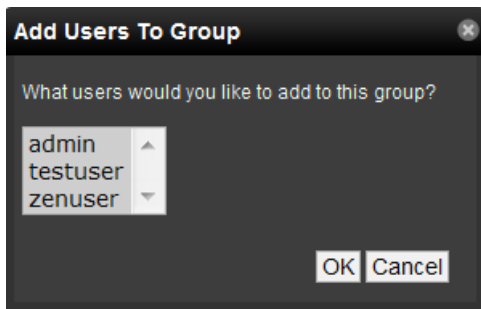 Add Users To Group
What users would you like to add to this group?
admin
testuser
zenuser
OK Cancel